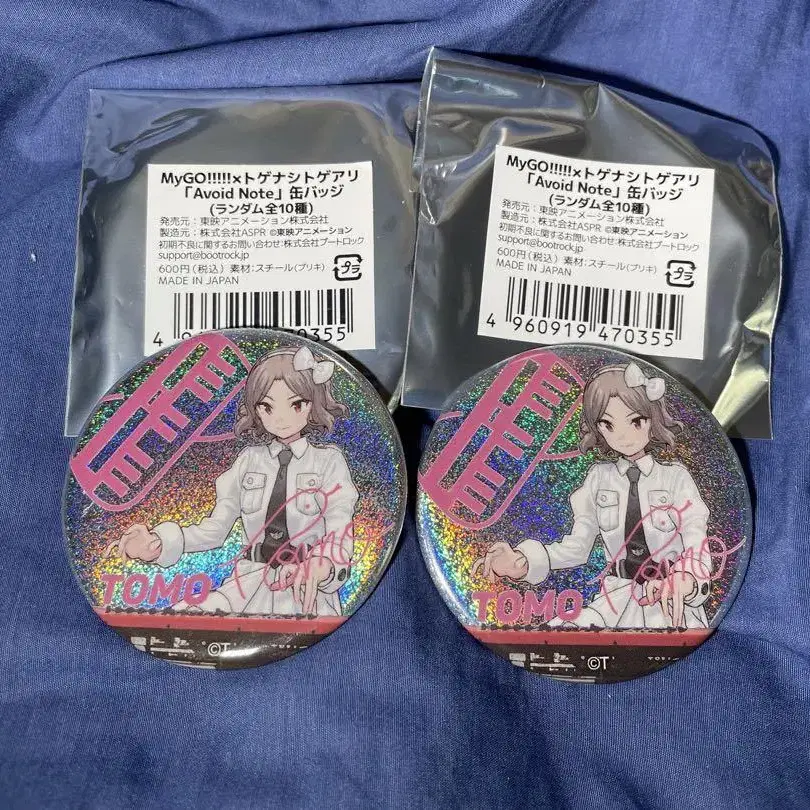 MyGO!!!!!×トゲナシトゲアリ
「Avoid Note」缶バッジ
(ランダム全10種)
発売元：東映アニメーション株式会社
製造元：株式会社ASPR ©東映アニメーション
初期不良に関するお問い合わせ：株式会社ブートロック
support@bootrock.jp
600円（税込）素材：スチール(ブリキ)
MADE IN JAPAN
プラ
470355
MyGO!!!!!×トゲナシトゲアリ
「Avoid Note」缶バッジ
(ランダム全10種)
発売元：東映アニメーション株式会社
製造元：株式会社ASPR ©東映アニメーション
初期不良に関するお問い合わせ：株式会社ブートロック
support@bootrock.jp
600円（税込）素材：スチール(ブリキ)
MADE IN JAPAN
プラ
4 960919 470355
Tomo
TOMO
©T
Tomo
TOMO
©T